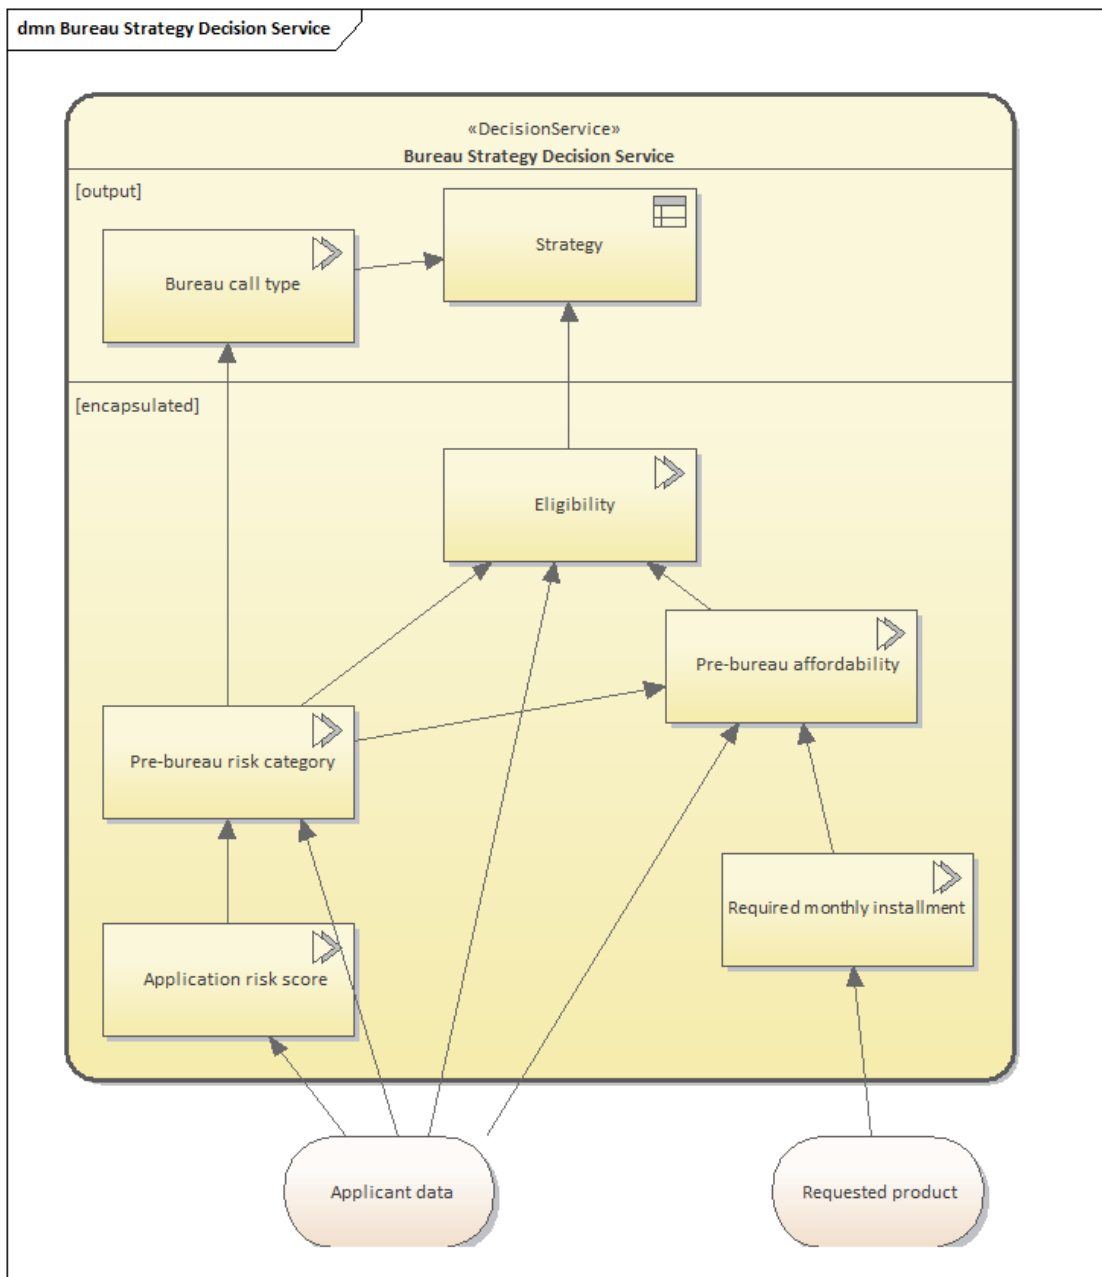 dmn Bureau Strategy Decision Service
«DecisionService»
Bureau Strategy Decision Service
[output]
Strategy
Bureau call type
[encapsulated]
Eligibility
Pre-bureau affordability
Pre-bureau risk category
Required monthly installment
Application risk score
Applicant data
Requested product